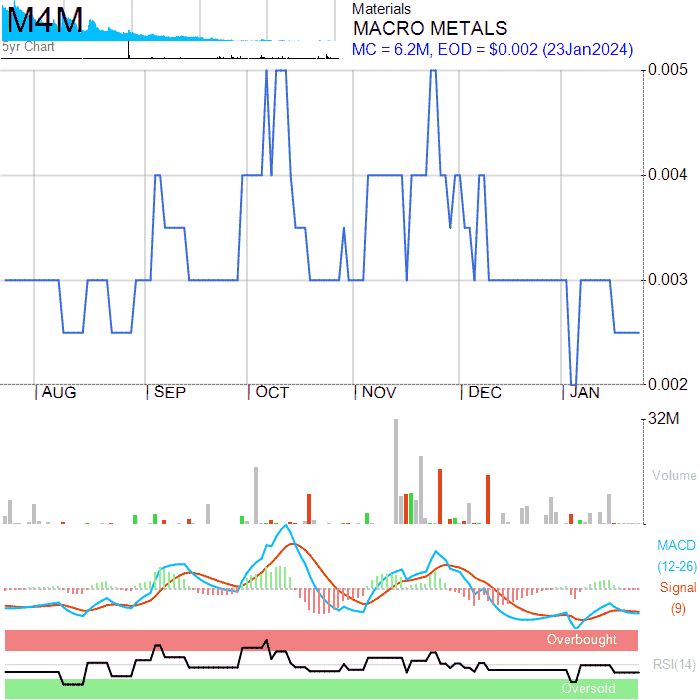 M4M
5yr Chart
Materials
MACRO METALS
MC = 6.2M, EOD = $0.002 (23Jan2024)
0.005
0.004
0.003
0.002
AUG SEP OCT NOV DEC JAN
32M
Volume
MACD
(12-26)
Signal
(9)
Overbought
RSI(14)
Oversold